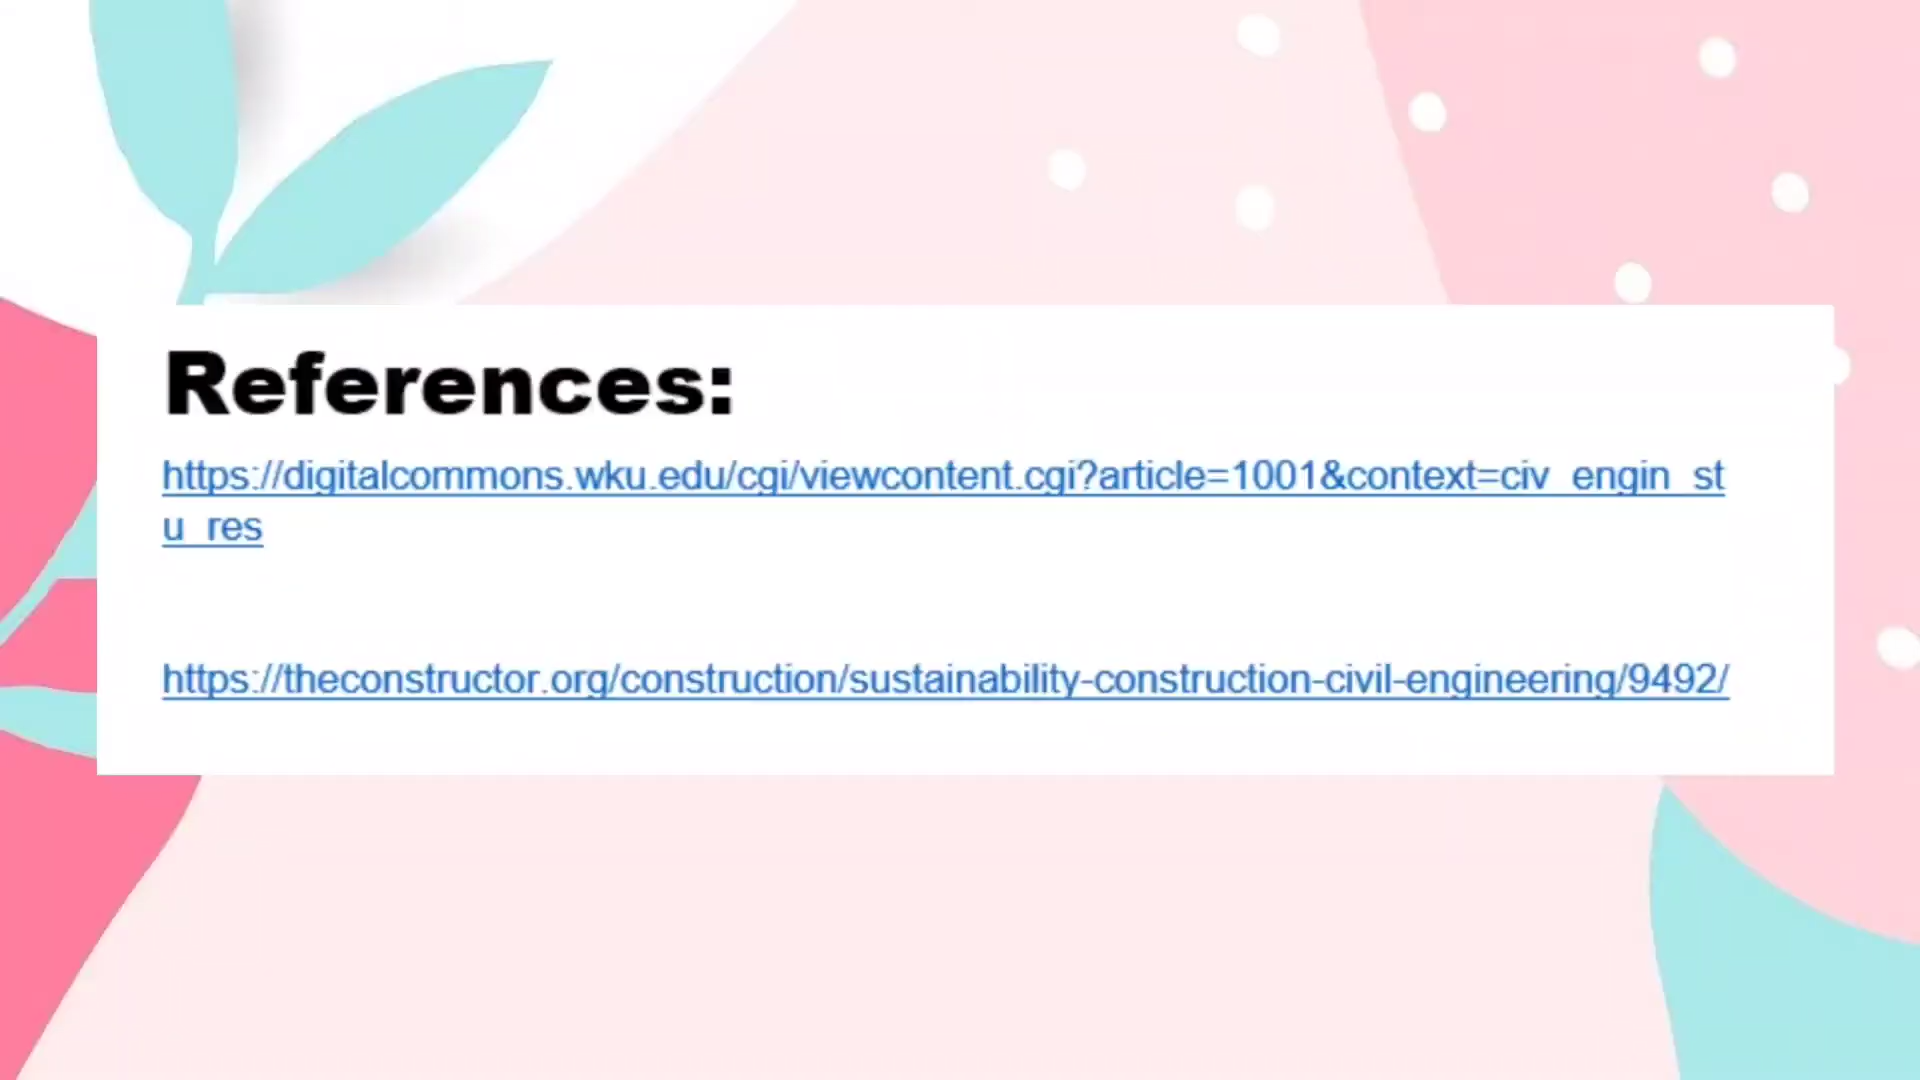 References:
https://digitalcommons.wku.edu/cgi/viewcontent.cgi?article=1001&context=civ_engin_st
u_res
https://theconstructor.org/construction/sustainability-construction-civil-engineering/9492/